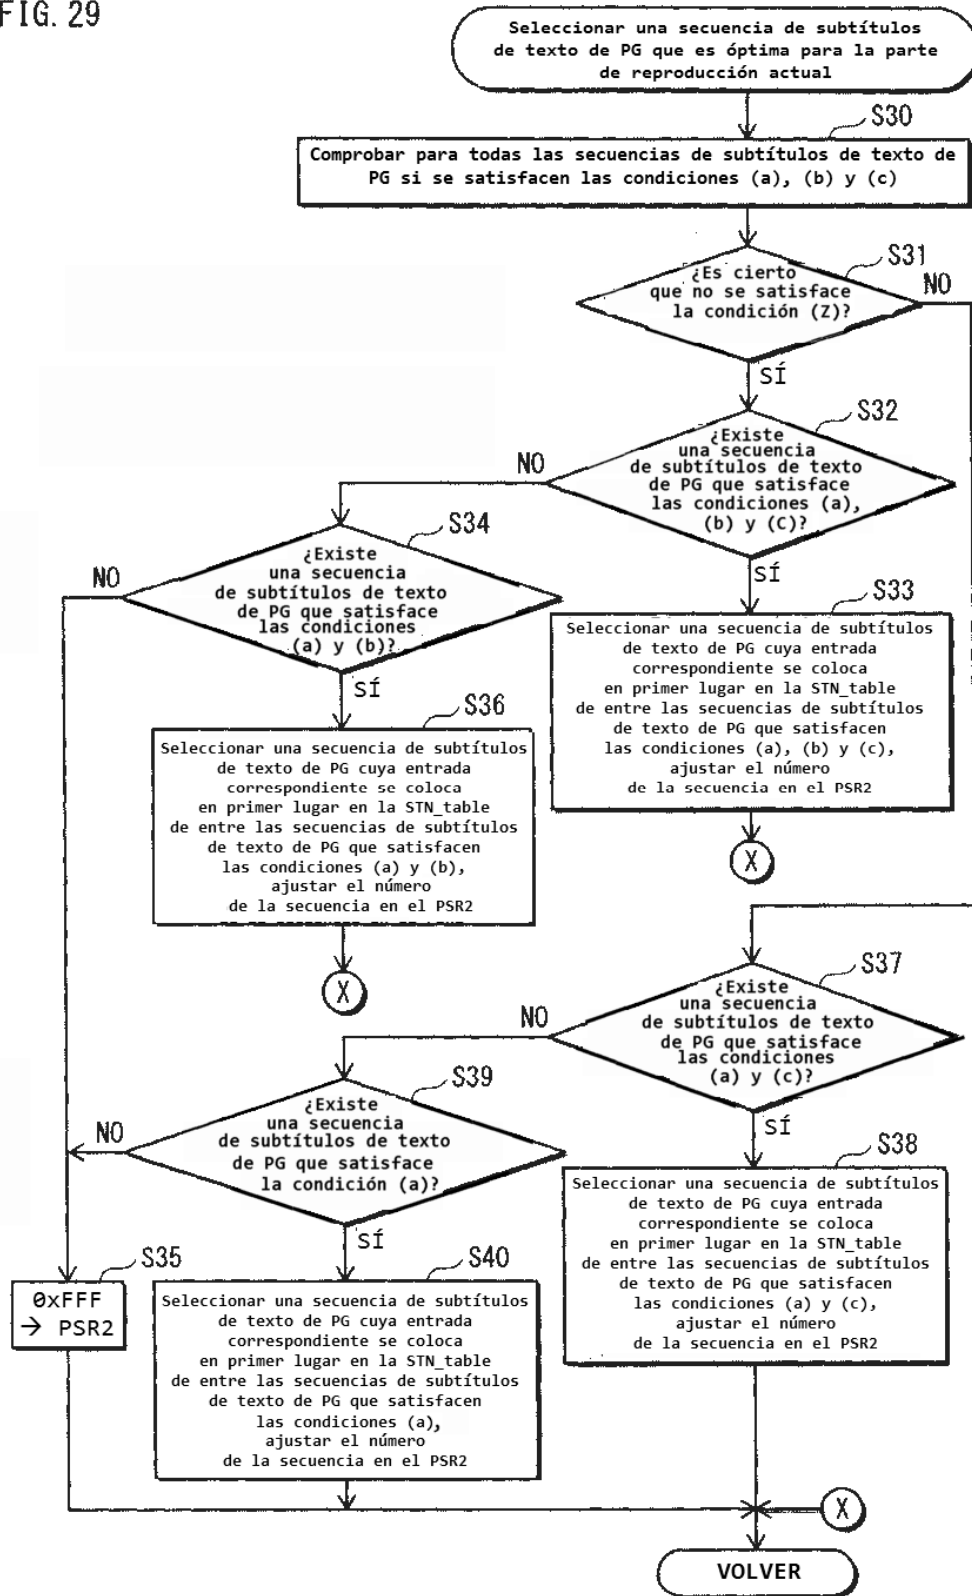 FIG. 29
Seleccionar una secuencia de subtítulos
de texto de PG que es óptima para la parte
de reproducción actual
S30
Comprobar para todas las secuencias de subtítulos de texto de
PG si se satisfacen las condiciones (a), (b) y (c)
S31
¿Es cierto
que no se satisface
la condición (Z)?
NO
SÍ
S32
¿Existe
una secuencia
de subtítulos de texto
de PG que satisface
las condiciones (a),
(b) y (C)?
NO
SÍ
S34
¿Existe
una secuencia
de subtítulos de texto
de PG que satisface
las condiciones
(a) y (b)?
NO
SÍ
S33
Seleccionar una secuencia de subtítulos
de texto de PG cuya entrada
correspondiente se coloca
en primer lugar en la STN_table
de entre las secuencias de subtítulos
de texto de PG que satisfacen
las condiciones (a), (b) y (c),
ajustar el número
de la secuencia en el PSR2
X
S36
Seleccionar una secuencia de subtítulos
de texto de PG cuya entrada
correspondiente se coloca
en primer lugar en la STN_table
de entre las secuencias de subtítulos
de texto de PG que satisfacen
las condiciones (a) y (b),
ajustar el número
de la secuencia en el PSR2
X
S37
¿Existe
una secuencia
de subtítulos de texto
de PG que satisface
las condiciones
(a) y (c)?
NO
SÍ
S39
¿Existe
una secuencia
de subtítulos de texto
de PG que satisface
la condición (a)?
NO
SÍ
S38
Seleccionar una secuencia de subtítulos
de texto de PG cuya entrada
correspondiente se coloca
en primer lugar en la STN_table
de entre las secuencias de subtítulos
de texto de PG que satisfacen
las condiciones (a) y (c),
ajustar el número
de la secuencia en el PSR2
S35
0xFFF
→ PSR2
S40
Seleccionar una secuencia de subtítulos
de texto de PG cuya entrada
correspondiente se coloca
en primer lugar en la STN_table
de entre las secuencias de subtítulos
de texto de PG que satisfacen
las condiciones (a),
ajustar el número
de la secuencia en el PSR2
X
VOLVER